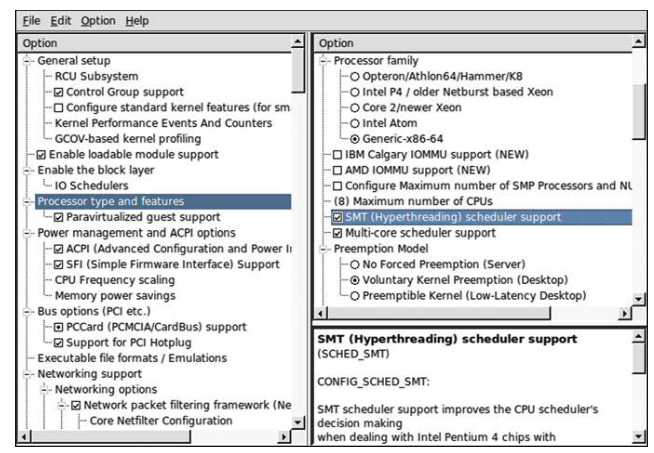 File Edit Option Help
Option
General setup
RCU Subsystem
Control Group support
Configure standard kernel features (for sm
Kernel Performance Events And Counters
GCOV-based kernel profiling
Enable loadable module support
Enable the block layer
IO Schedulers
Processor type and features
Paravirtualized guest support
Power management and ACPI options
ACPI (Advanced Configuration and Power I
SFI (Simple Firmware Interface) Support
CPU Frequency scaling
Memory power savings
Bus options (PCI etc.)
PCCard (PCMCIA/CardBus) support
Support for PCI Hotplug
Executable file formats / Emulations
Networking support
Networking options
Network packet filtering framework (Ne
Core Netfilter Configuration
Option
Processor family
Opteron/Athlon64/Hammer/K8
Intel P4 / older Netburst based Xeon
Core 2/newer Xeon
Intel Atom
Generic-x86-64
IBM Calgary IOMMU support (NEW)
AMD IOMMU support (NEW)
Configure Maximum number of SMP Processors and NU
(8) Maximum number of CPUs
SMT (Hyperthreading) scheduler support
Multi-core scheduler support
Preemption Model
No Forced Preemption (Server)
Voluntary Kernel Preemption (Desktop)
Preemptible Kernel (Low-Latency Desktop)
SMT (Hyperthreading) scheduler support
(SCHED_SMT)
CONFIG_SCHED_SMT:
SMT scheduler support improves the CPU scheduler's
decision making
when dealing with Intel Pentium 4 chips with